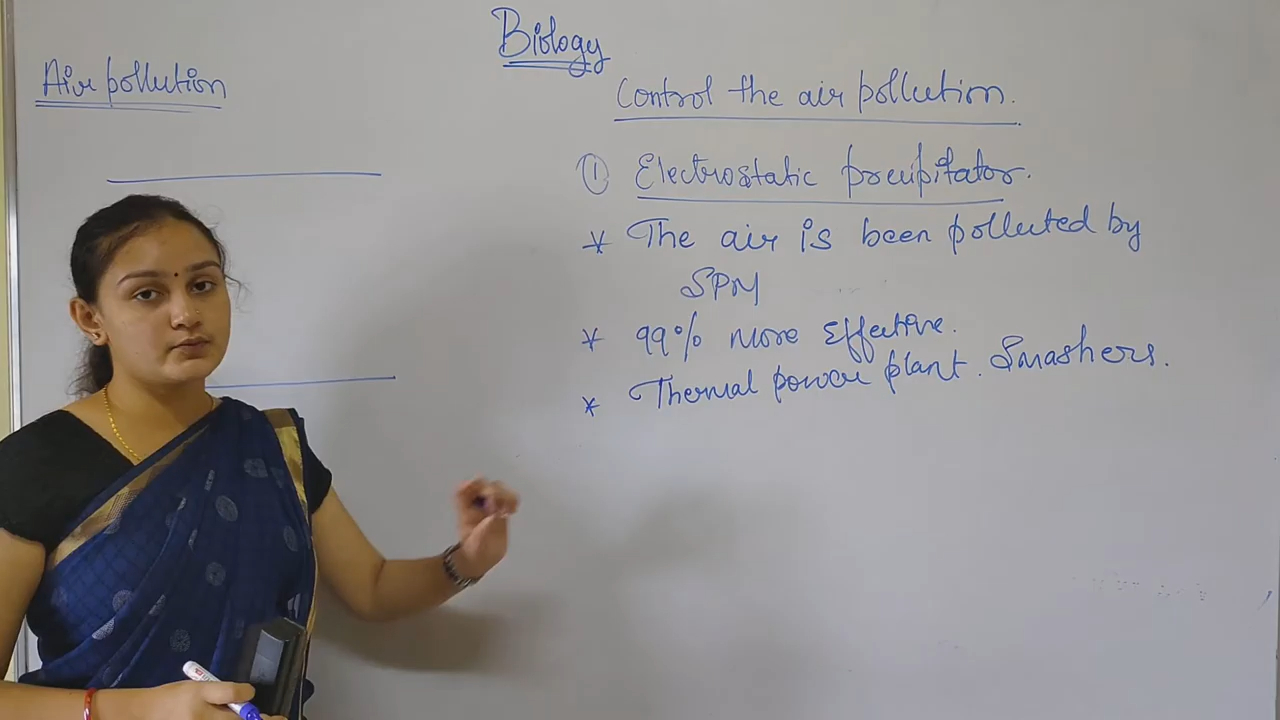 Biology
Air pollution
Control the air pollution.
① Electrostatic precipitator.
* The air is been polluted by
SPM
* 99% more effective.
* Thermal power plant. Smashers.